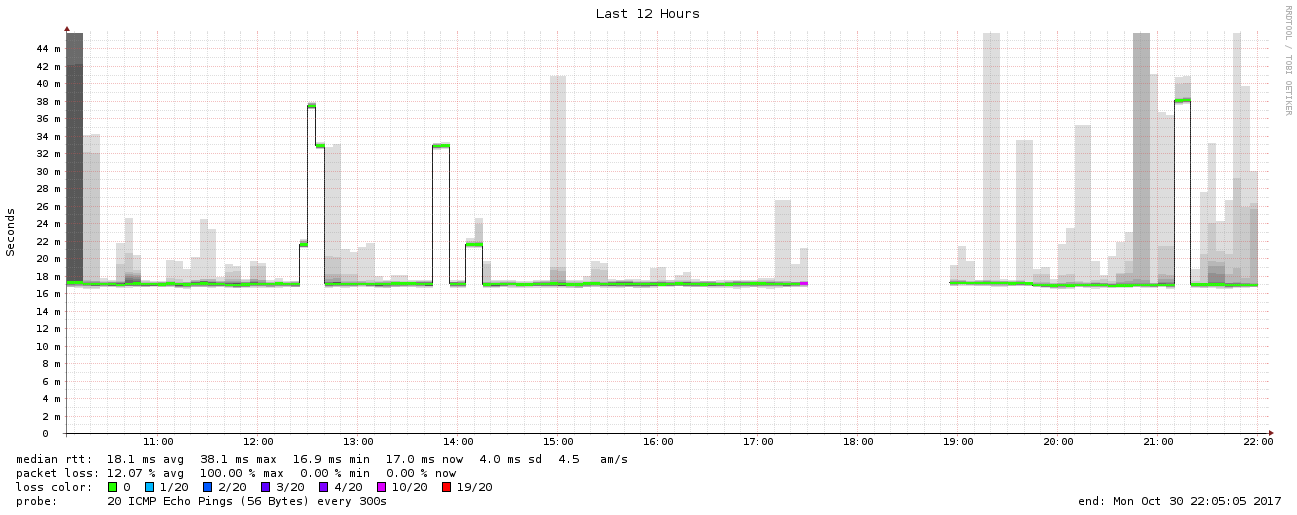 Last 12 Hours
RRDTOOL / TOBI OETIKER
Seconds
44 m
42 m
40 m
38 m
36 m
34 m
32 m
30 m
28 m
26 m
24 m
22 m
20 m
18 m
16 m
14 m
12 m
10 m
8 m
6 m
4 m
2 m
0
11:00 12:00 13:00 14:00 15:00 16:00 17:00 18:00 19:00 20:00 21:00 22:00
median rtt: 18.1 ms avg 38.1 ms max 16.9 ms min 17.0 ms now 4.0 ms sd 4.5 am/s
packet loss: 12.07 % avg 100.00 % max 0.00 % min 0.00 % now
loss color: 0 1/20 2/20 3/20 4/20 10/20 19/20
probe: 20 ICMP Echo Pings (56 Bytes) every 300s end: Mon Oct 30 22:05:05 2017